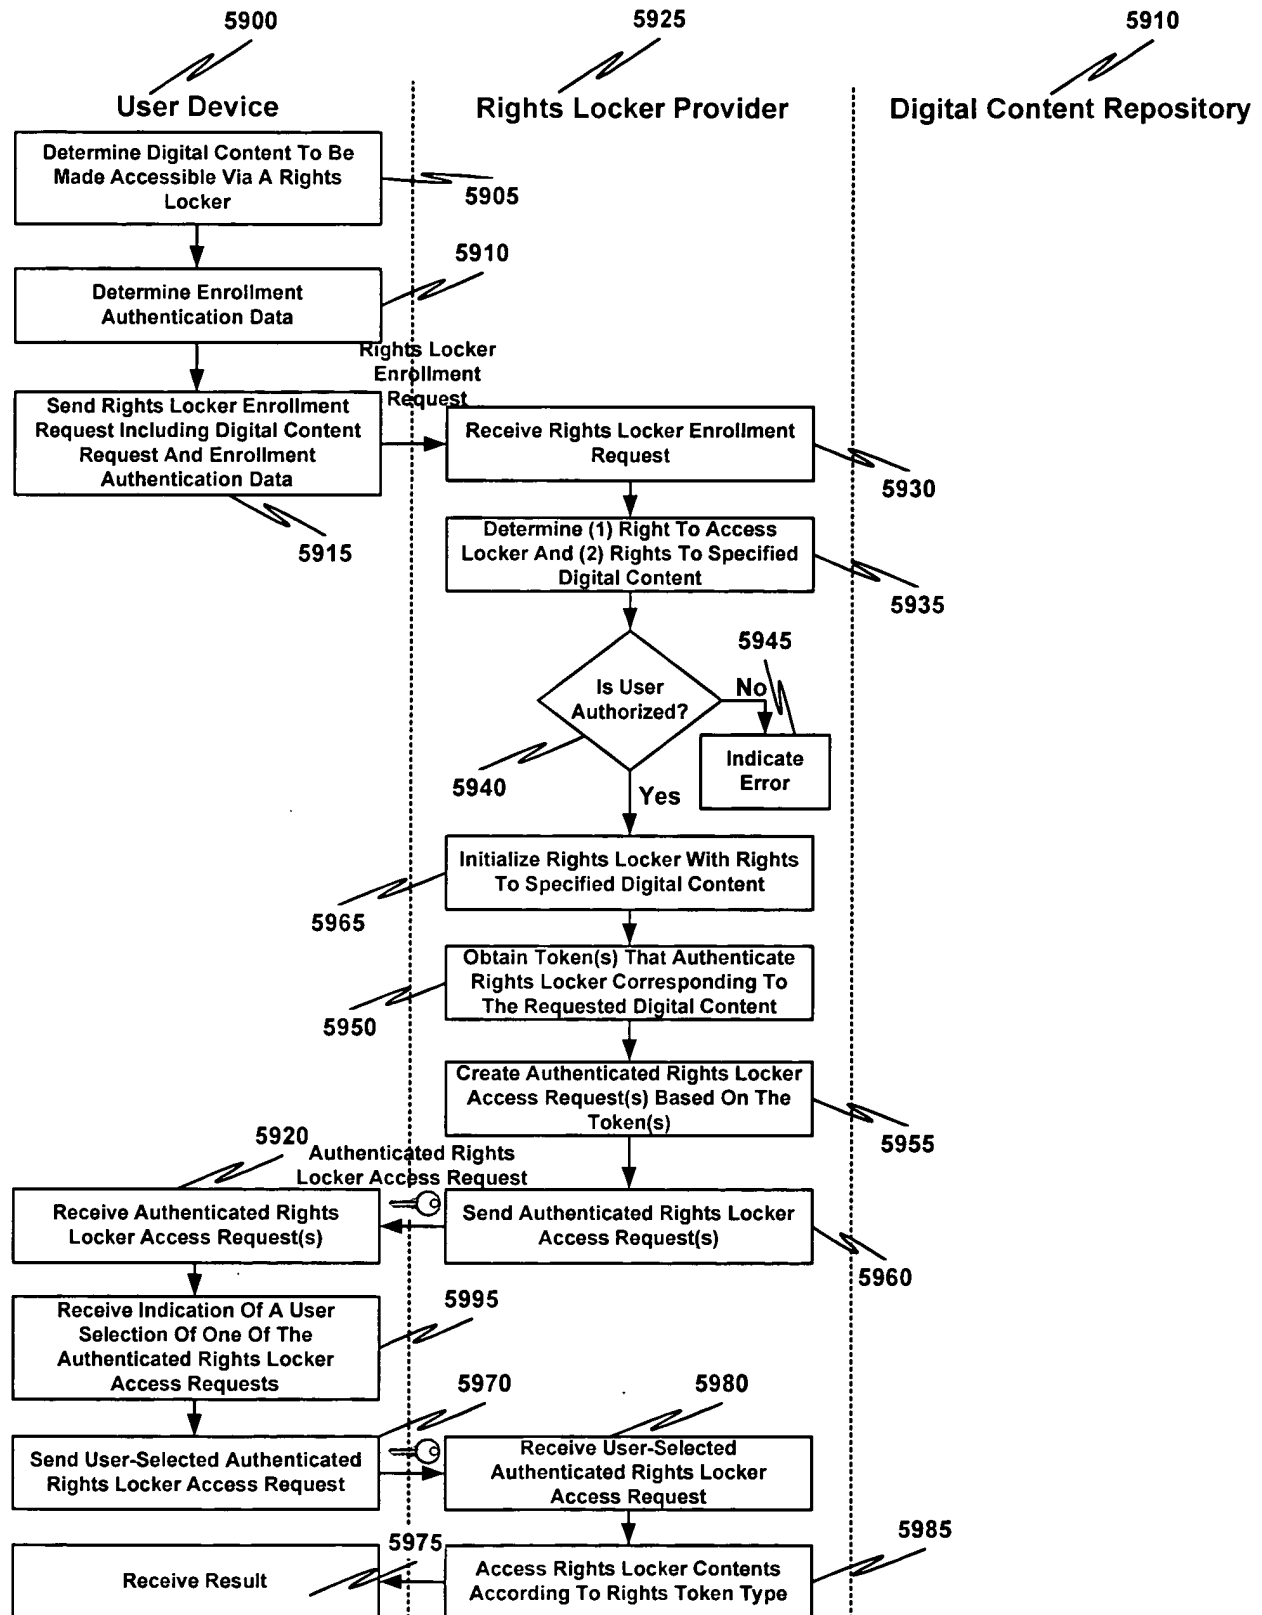 5900
5925
5910
User Device
Rights Locker Provider
Digital Content Repository
Determine Digital Content To Be
Made Accessible Via A Rights
Locker
5905
5910
Determine Enrollment
Authentication Data
Rights Locker
Enrollment
Request
Send Rights Locker Enrollment
Request Including Digital Content
Request And Enrollment
Authentication Data
5915
Receive Rights Locker Enrollment
Request
5930
Determine (1) Right To Access
Locker And (2) Rights To Specified
Digital Content
5935
5945
Is User
Authorized?
No
5940
Indicate
Error
Yes
Initialize Rights Locker With Rights
To Specified Digital Content
5965
Obtain Token(s) That Authenticate
Rights Locker Corresponding To
The Requested Digital Content
5950
Create Authenticated Rights Locker
Access Request(s) Based On The
Token(s)
5955
5920
Authenticated Rights
Locker Access Request
Receive Authenticated Rights
Locker Access Request(s)
Send Authenticated Rights Locker
Access Request(s)
5960
Receive Indication Of A User
Selection Of One Of The
Authenticated Rights Locker
Access Requests
5995
5970
5980
Send User-Selected Authenticated
Rights Locker Access Request
Receive User-Selected
Authenticated Rights Locker
Access Request
5975
5985
Receive Result
Access Rights Locker Contents
According To Rights Token Type